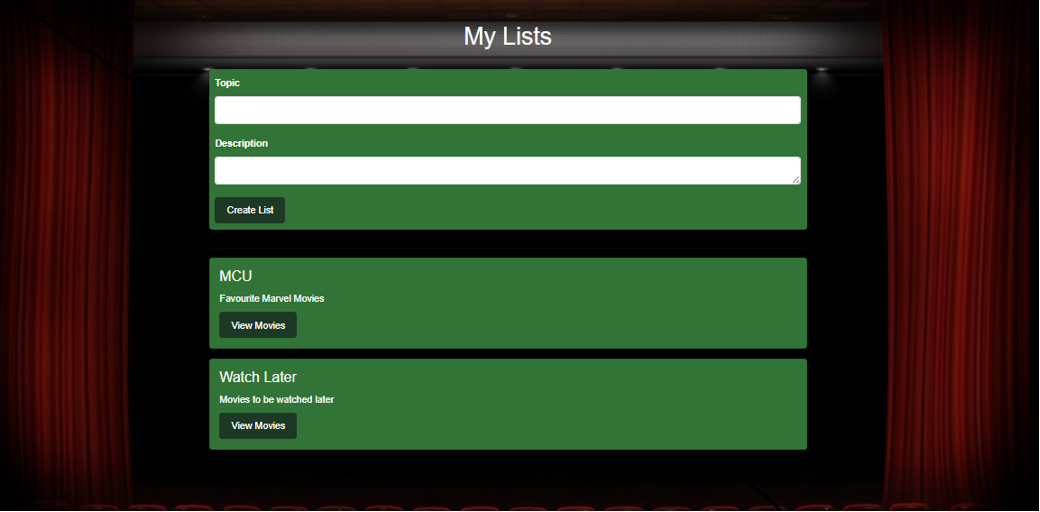 My Lists
Topic
Description
Create List
MCU
Favourite Marvel Movies
View Movies
Watch Later
Movies to be watched later
View Movies